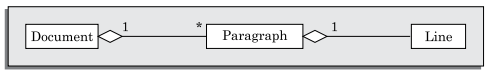 Document 1 * Paragraph 1 Line